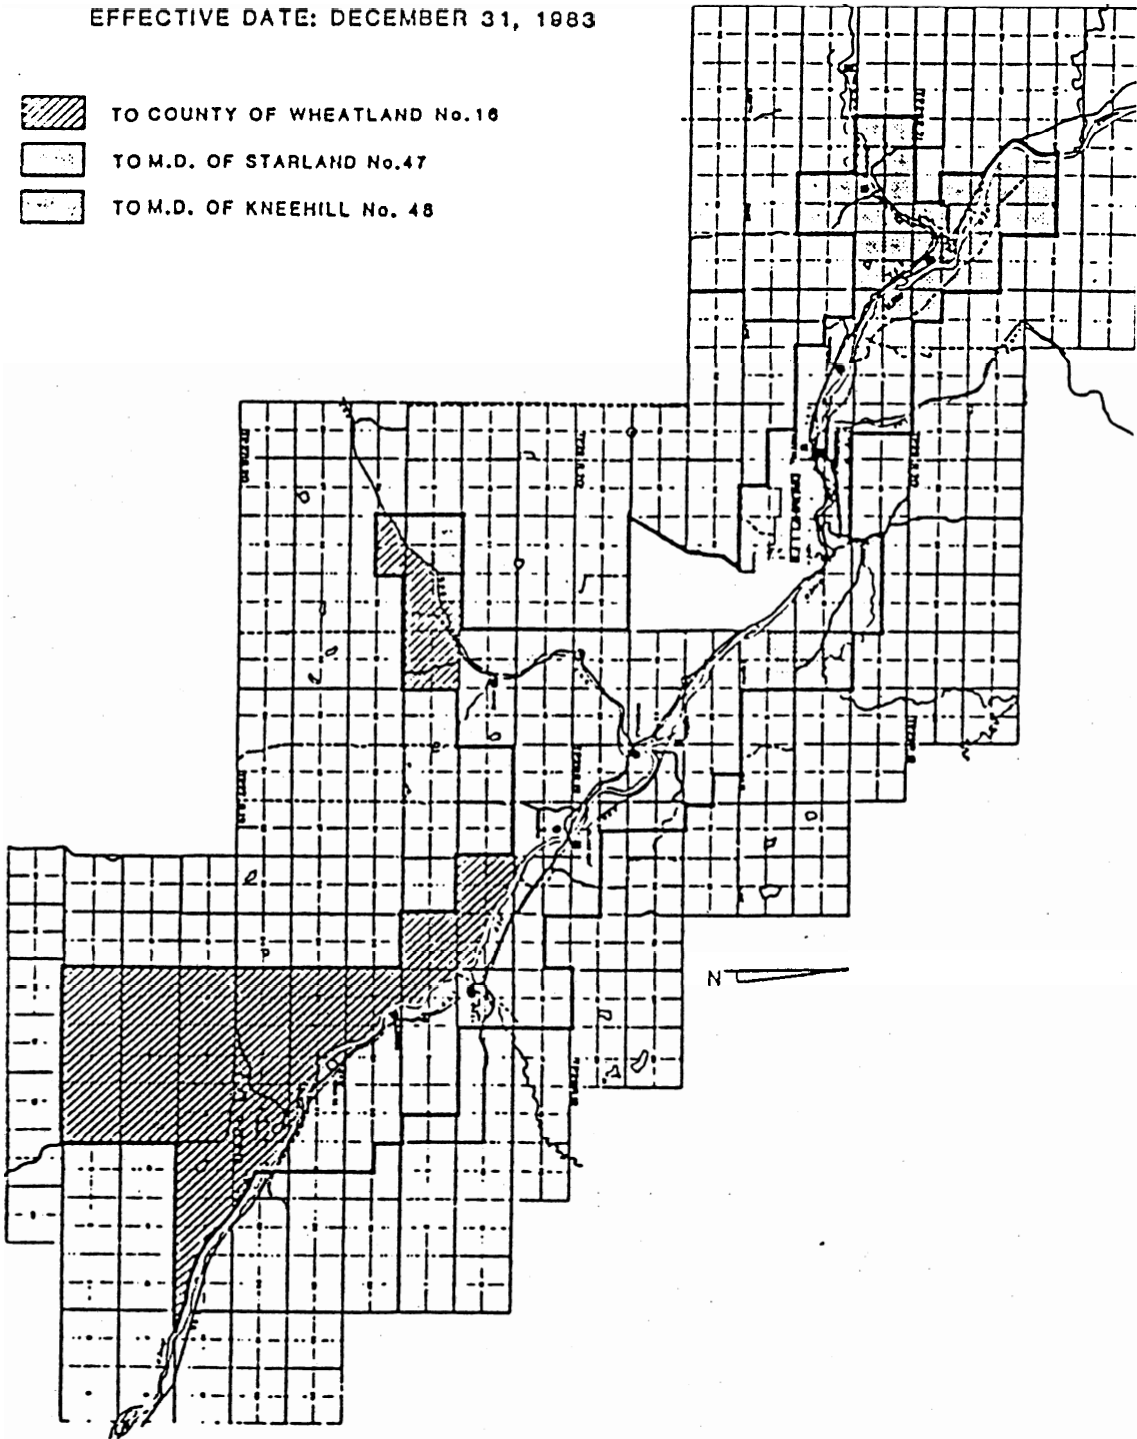 EFFECTIVE DATE: DECEMBER 31, 1983
TO COUNTY OF WHEATLAND No.16
TO M.D. OF STARLAND No.47
TO M.D. OF KNEEHILL No. 48
N